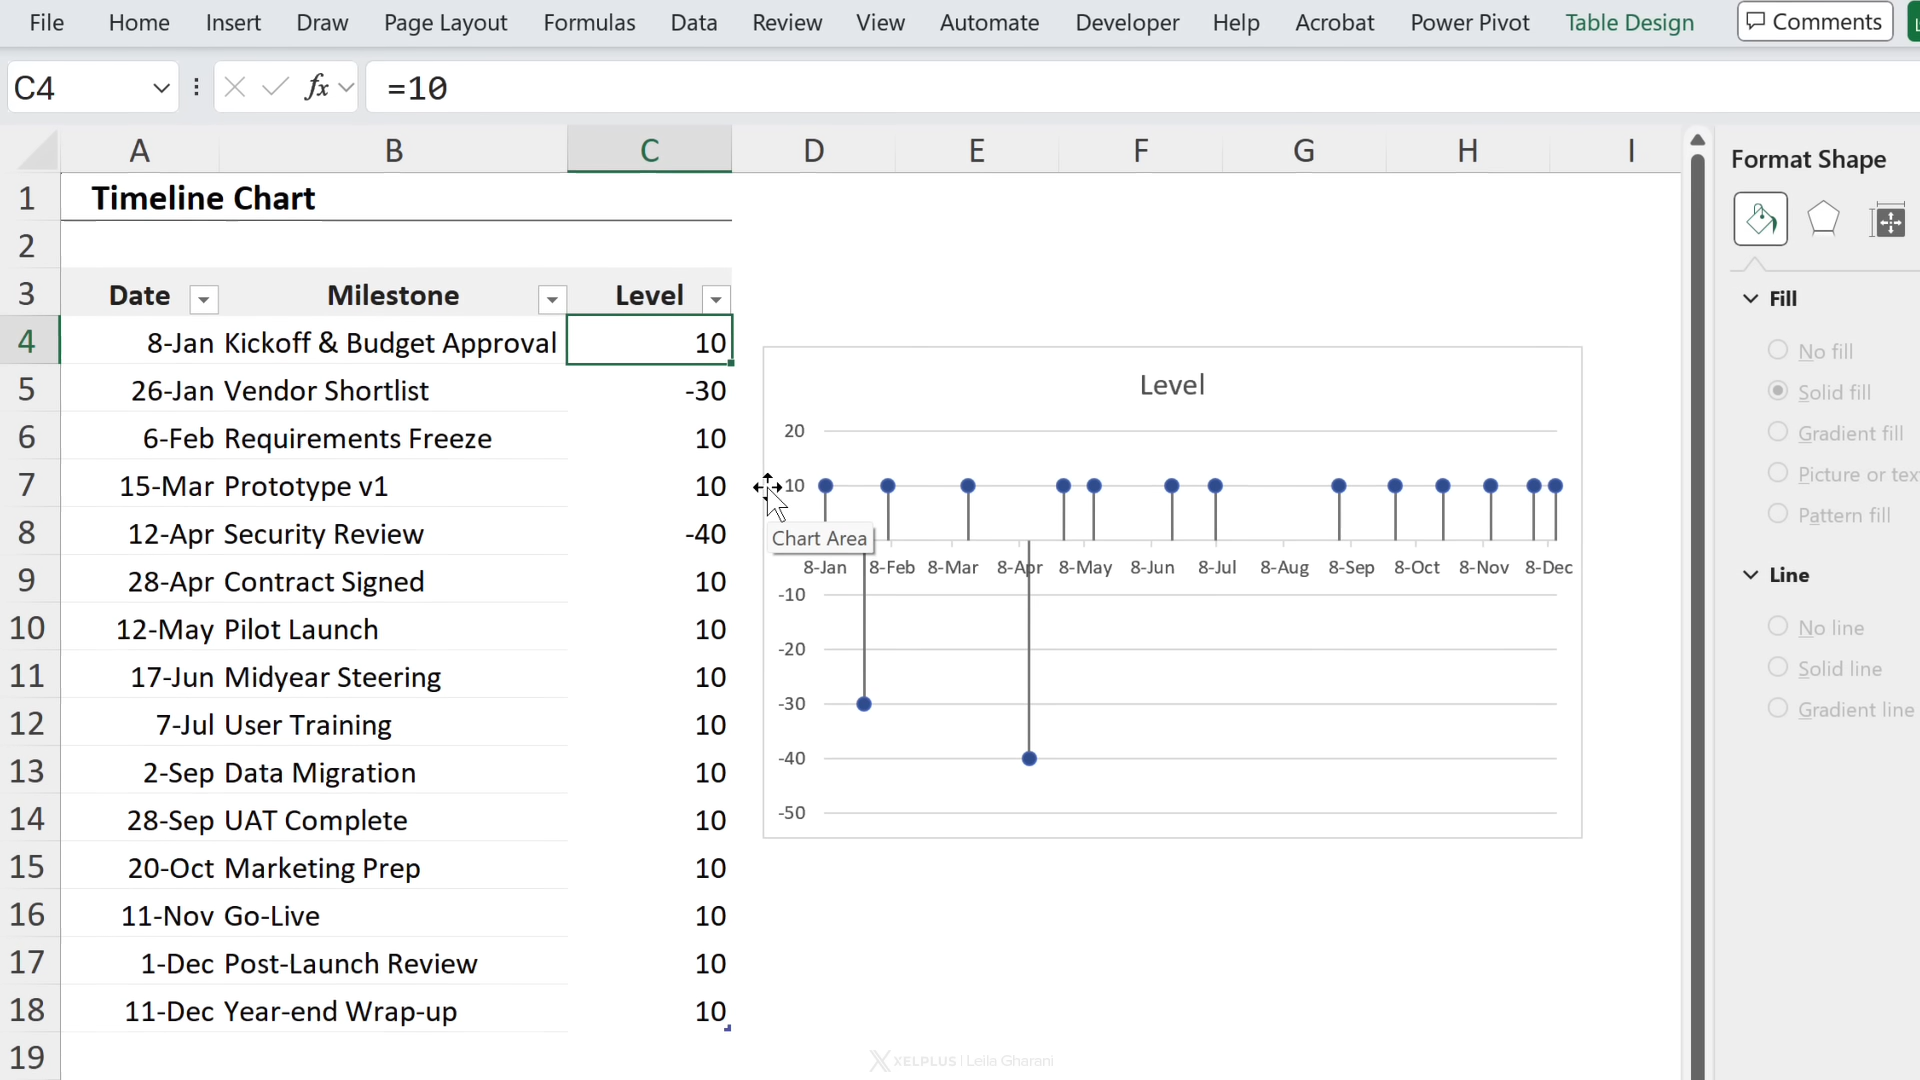 File Home Insert Draw Page Layout Formulas Data Review View Automate Developer Help Acrobat Power Pivot Table Design Comments
C4 fx =10
A B C D E F G H I
1 Timeline Chart
2
3 Date Milestone Level
4 8-Jan Kickoff & Budget Approval 10
5 26-Jan Vendor Shortlist -30
6 6-Feb Requirements Freeze 10
7 15-Mar Prototype v1 10
8 12-Apr Security Review -40
9 28-Apr Contract Signed 10
10 12-May Pilot Launch 10
11 17-Jun Midyear Steering 10
12 7-Jul User Training 10
13 2-Sep Data Migration 10
14 28-Sep UAT Complete 10
15 20-Oct Marketing Prep 10
16 11-Nov Go-Live 10
17 1-Dec Post-Launch Review 10
18 11-Dec Year-end Wrap-up 10
19
Level
20
10
Chart Area
8-Jan 8-Feb 8-Mar 8-Apr 8-May 8-Jun 8-Jul 8-Aug 8-Sep 8-Oct 8-Nov 8-Dec
-10
-20
-30
-40
-50
Format Shape
Fill
No fill
Solid fill
Gradient fill
Picture or tex
Pattern fill
Line
No line
Solid line
Gradient line
XELPLUS | Leila Gharani